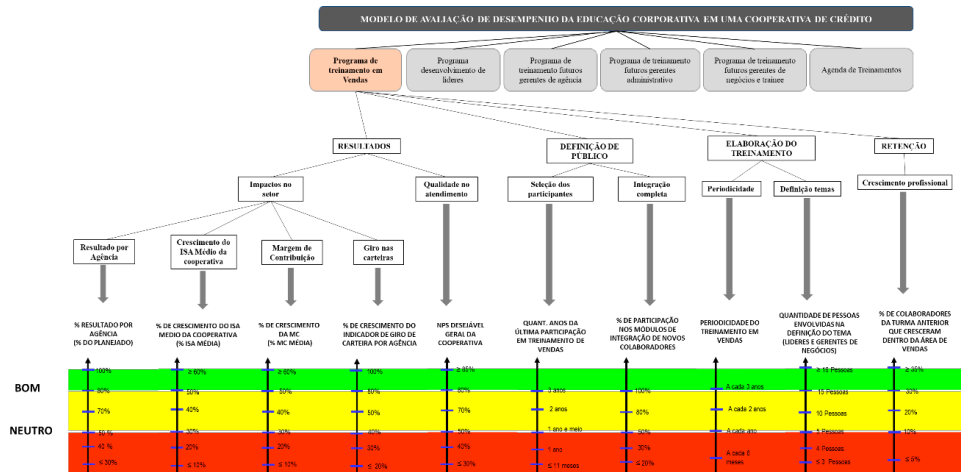 MODELO DE AVALIAÇÃO DE DESEMPENHO DA EDUCAÇÃO CORPORATIVA EM UMA COOPERATIVA DE CRÉDITO
Programa de
treinamento em
Vendas
Programa
desenvolvimento de
líderes
Programa de
treinamento futuros
gerentes de agência
Programa de treinamento
futuros gerentes
administrativo
Programa de treinamento
futuros gerentes de
negócios e trainee
Agenda de Treinamentos
RESULTADOS
DEFINIÇÃO DE
PÚBLICO
ELABORAÇÃO DO
TREINAMENTO
RETENÇÃO
Impactos no
setor
Qualidade no
atendimento
Seleção dos
participantes
Integração
completa
Periodicidade
Definição temas
Crescimento profissional
Resultado por
Agência
Crescimento do
ISA Médio da
cooperativa
Margem de
Contribuição
Giro nas
carteiras
% RESULTADO POR
AGÊNCIA
(% DO PLANEJADO)
% DE CRESCIMENTO DO ISA
MEDIO DA COOPERATIVA
(% ISA MÉDIA)
% DE CRESCIMENTO
DA MC
(% MC MÉDIA)
% DE CRESCIMENTO DO
INDICADOR DE GIRO DE
CARTEIRA POR AGÊNCIA
NPS DESEJÁVEL
GERAL DA
COOPERATIVA
QUANT. ANOS DA
ÚLTIMA PARTICIPAÇÃO
EM TREINAMENTO DE
VENDAS
% DE PARTICIPAÇÃO
NOS MÓDULOS DE
INTEGRAÇÃO DE NOVOS
COLABORADORES
PERIODICIDADE DO
TREINAMENTO EM
VENDAS
QUANTIDADE DE PESSOAS
ENVOLVIDAS NA
DEFINIÇÃO DO TEMA
(LIDERES E GERENTES DE
NEGÓCIOS)
% DE COLABORADORES
DA TURMA ANTERIOR
QUE CRESCERAM
DENTRO DA ÁREA DE
VENDAS
100% ≥ 60% ≥ 60% 100% ≥ 85% ≥ 18 Pessoas ≥ 35%
BOM
90% 50% 50% 80% 80% 3 anos 100% A cada 3 anos 15 Pessoas 30%
70% 40% 40% 50% 70% 2 anos 80% A cada 2 anos 10 Pessoas 20%
NEUTRO
50 % 30% 30% 40% 50% 1 ano e meio 50% A cada ano 5 Pessoas 10%
40 % 20% 20% 30% 40% 1 ano 30% A cada 6
meses 4 Pessoas
≤ 30% ≤ 10% ≤ 10% ≤ 20% ≤ 30% ≤ 11 meses ≤ 20% ≤ 3 Pessoas ≤ 5%